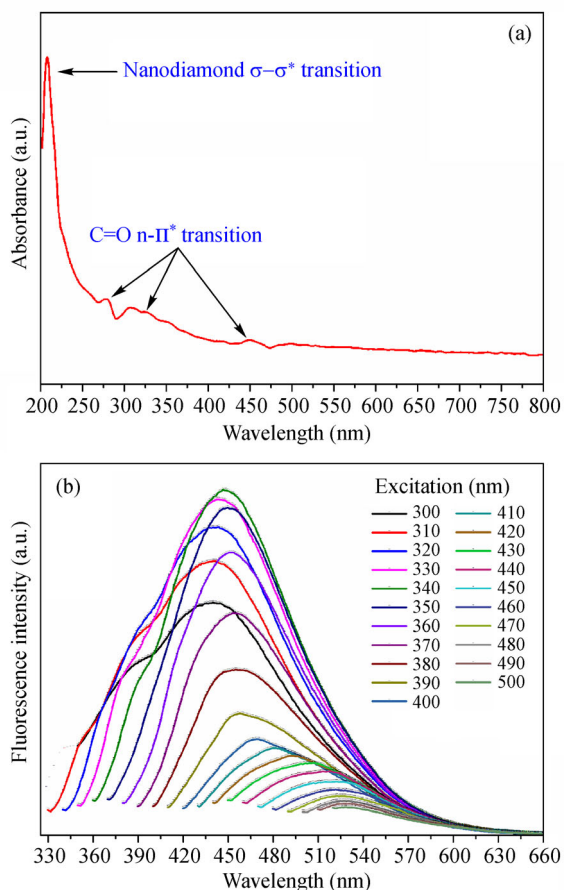 (a)
Nanodiamond σ–σ* transition
C=O n-Π* transition
Absorbance (a.u.)
200 250 300 350 400 450 500 550 600 650 700 750 800
Wavelength (nm)
(b)
Excitation (nm)
300 410
310 420
320 430
330 440
340 450
350 460
360 470
370 480
380 490
390 500
400
Fluorescence intensity (a.u.)
330 360 390 420 450 480 510 540 570 600 630 660
Wavelength (nm)